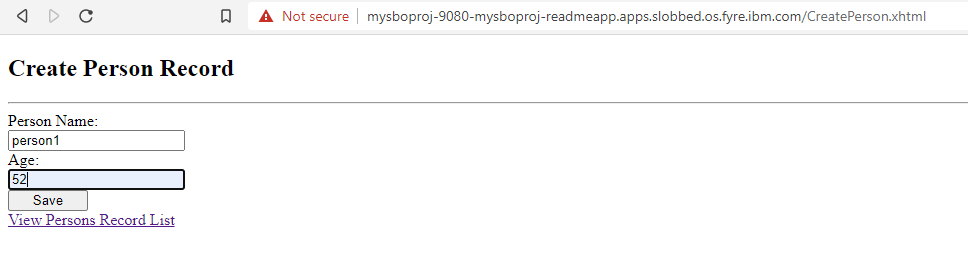 Not secure mysboproj-9080-mysboproj-readmeapp.apps.slobbed.os.fyre.ibm.com/CreatePerson.xhtml
Create Person Record
Person Name:
person1
Age:
52
Save
View Persons Record List